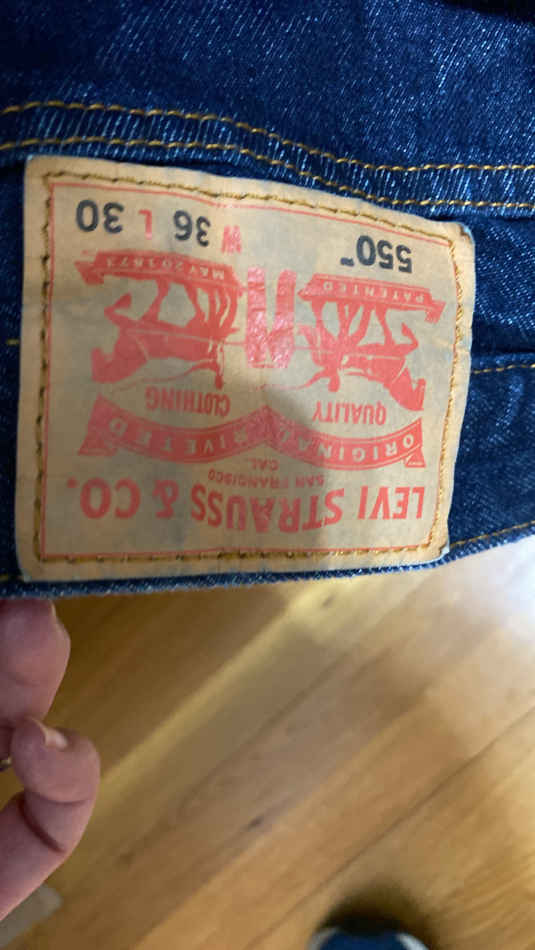 LEVI STRAUSS & CO.
SAN FRANCISCO
CAL.
ORIGINAL RIVETED
QUALITY CLOTHING
PATENTED MAY 20 1873
550™ W 36 L 30